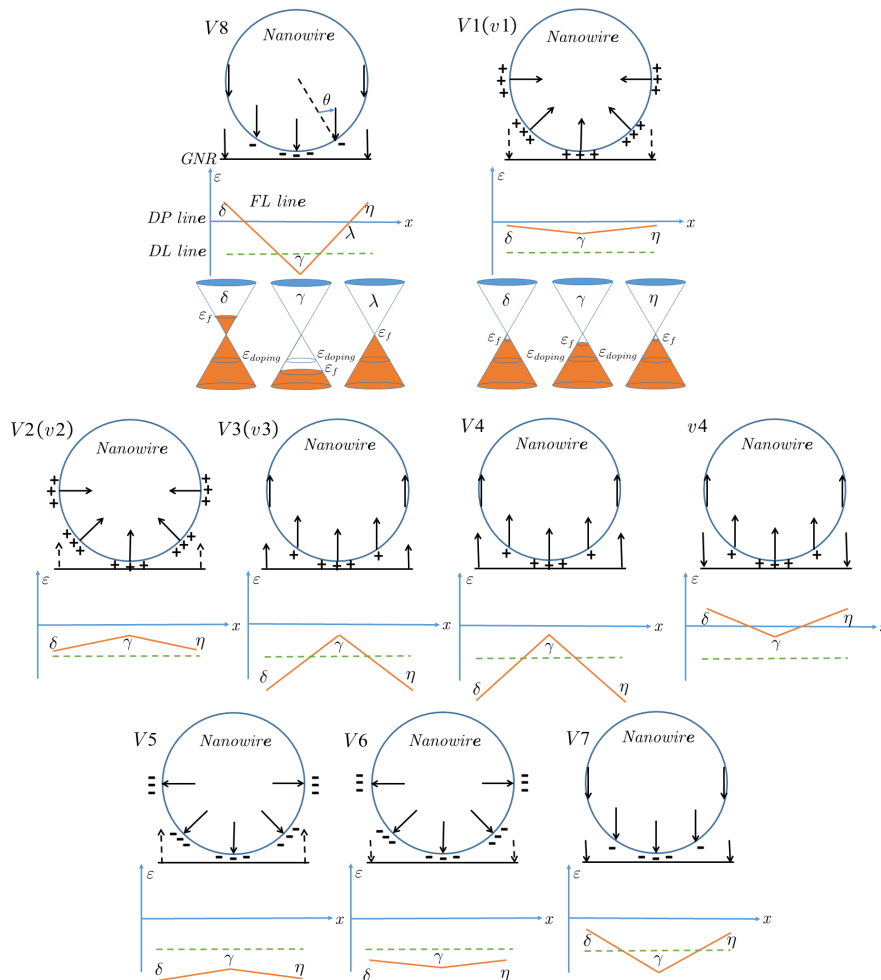 V8
Nanowire
θ
GNR
ε
FL line
δ
η
DP line
x
λ
DL line
γ
δ
γ
λ
ε_f
ε_f
ε_doping
ε_doping
ε_f
V1(v1)
Nanowire
ε
x
δ
γ
η
δ
γ
η
ε_f
ε_f
ε_f
ε_doping
ε_doping
V2(v2)
Nanowire
ε
x
δ
γ
η
V3(v3)
Nanowire
ε
x
γ
δ
η
V4
Nanowire
ε
x
γ
δ
η
v4
Nanowire
ε
δ
η
γ
V5
Nanowire
ε
x
γ
δ
η
V6
Nanowire
ε
x
δ
γ
η
V7
Nanowire
ε
x
δ
η
γ